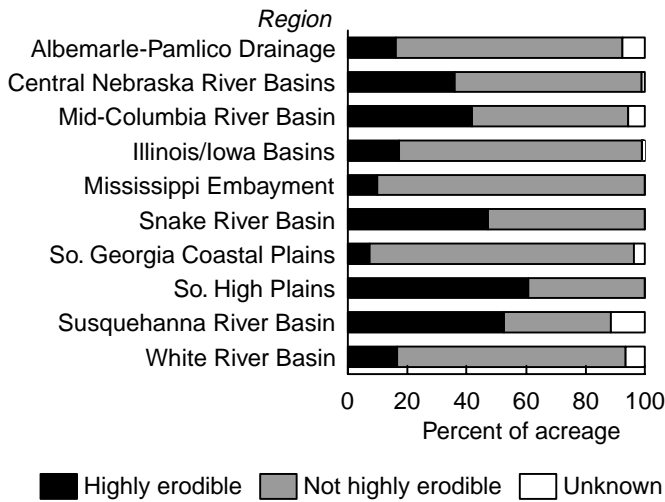 Region
Albemarle-Pamlico Drainage
Central Nebraska River Basins
Mid-Columbia River Basin
Illinois/Iowa Basins
Mississippi Embayment
Snake River Basin
So. Georgia Coastal Plains
So. High Plains
Susquehanna River Basin
White River Basin
0 20 40 60 80 100
Percent of acreage
Highly erodible Not highly erodible Unknown